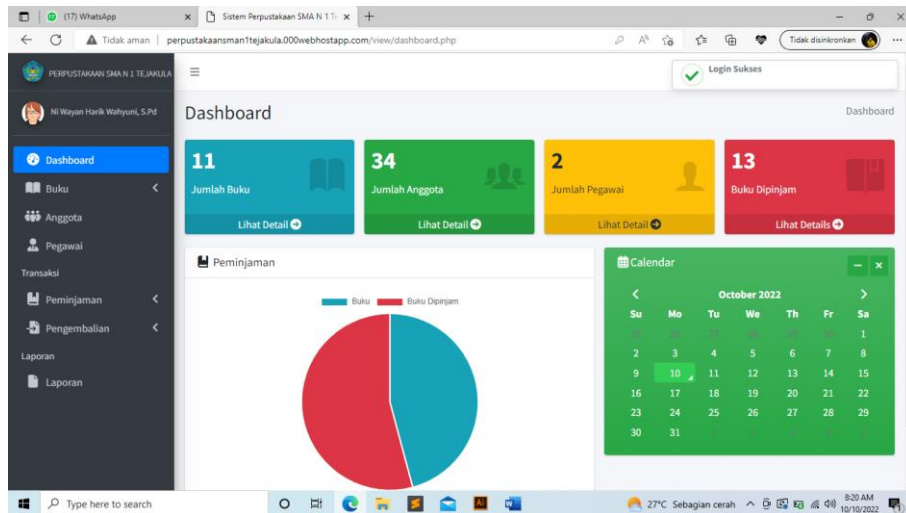 (17) WhatsApp
Sistem Perpustakaan SMA N 1 Te
Tidak aman
perpustakaansman1tejakula.000webhostapp.com/view/dashboard.php
Tidak disinkronkan
PERPUSTAKAAN SMA N 1 TEJAKULA
Login Sukses
Ni Wayan Harik Wahyuni, S.Pd
Dashboard
Dashboard
Dashboard
Buku
Anggota
Pegawai
Transaksi
Peminjaman
Pengembalian
Laporan
Laporan
11
Jumlah Buku
Lihat Detail
34
Jumlah Anggota
Lihat Detail
2
Jumlah Pegawai
Lihat Detail
13
Buku Dipinjam
Lihat Details
Peminjaman
Buku Buku Dipinjam
Calendar
October 2022
Su Mo Tu We Th Fr Sa
1
2 3 4 5 6 7 8
9 10 11 12 13 14 15
16 17 18 19 20 21 22
23 24 25 26 27 28 29
30 31
Type here to search
27°C Sebagian cerah
8:20 AM
10/10/2022